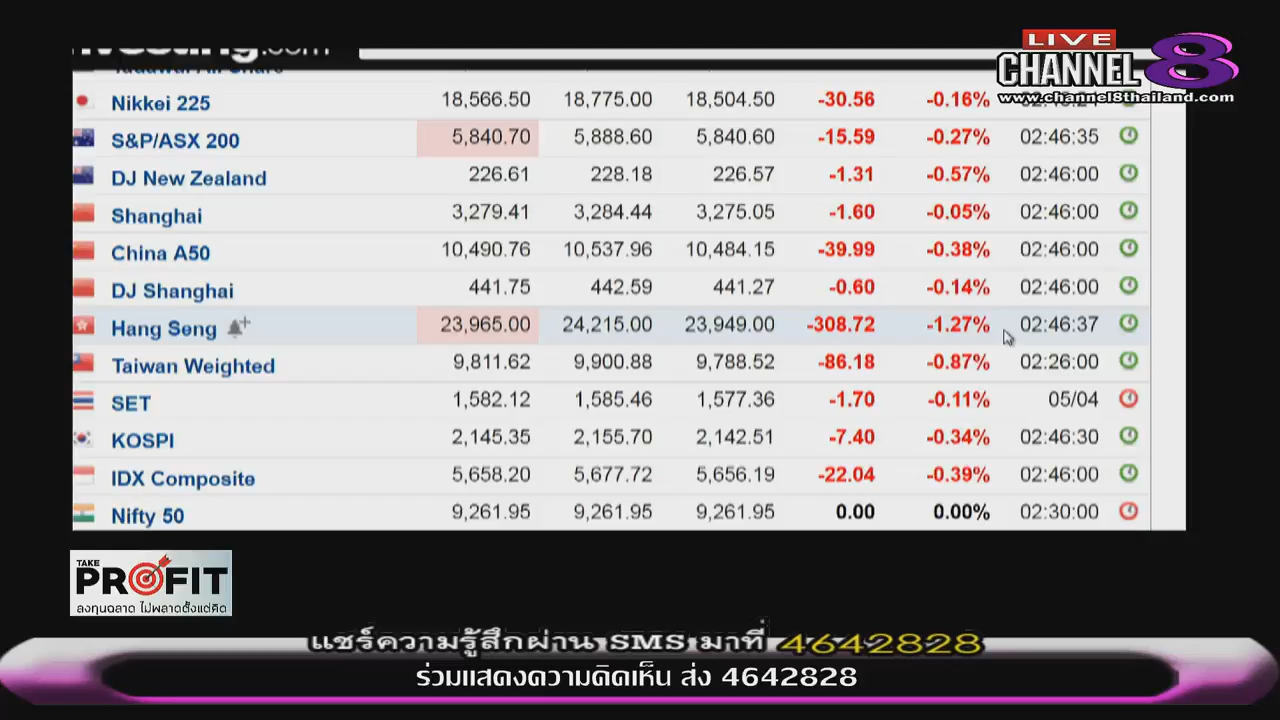 LIVE
CHANNEL 8
www.channel8thailand.com
Nikkei 225 18,566.50 18,775.00 18,504.50 -30.56 -0.16%
S&P/ASX 200 5,840.70 5,888.60 5,840.60 -15.59 -0.27% 02:46:35
DJ New Zealand 226.61 228.18 226.57 -1.31 -0.57% 02:46:00
Shanghai 3,279.41 3,284.44 3,275.05 -1.60 -0.05% 02:46:00
China A50 10,490.76 10,537.96 10,484.15 -39.99 -0.38% 02:46:00
DJ Shanghai 441.75 442.59 441.27 -0.60 -0.14% 02:46:00
Hang Seng 23,965.00 24,215.00 23,949.00 -308.72 -1.27% 02:46:37
Taiwan Weighted 9,811.62 9,900.88 9,788.52 -86.18 -0.87% 02:26:00
SET 1,582.12 1,585.46 1,577.36 -1.70 -0.11% 05/04
KOSPI 2,145.35 2,155.70 2,142.51 -7.40 -0.34% 02:46:30
IDX Composite 5,658.20 5,677.72 5,656.19 -22.04 -0.39% 02:46:00
Nifty 50 9,261.95 9,261.95 9,261.95 0.00 0.00% 02:30:00
TAKE
PROFIT
ลงทุนฉลาด ไม่พลาดตั้งแต่คิด
แชร์ความรู้สึกผ่าน SMS มาที่ 4642828
ร่วมแสดงความคิดเห็น ส่ง 4642828